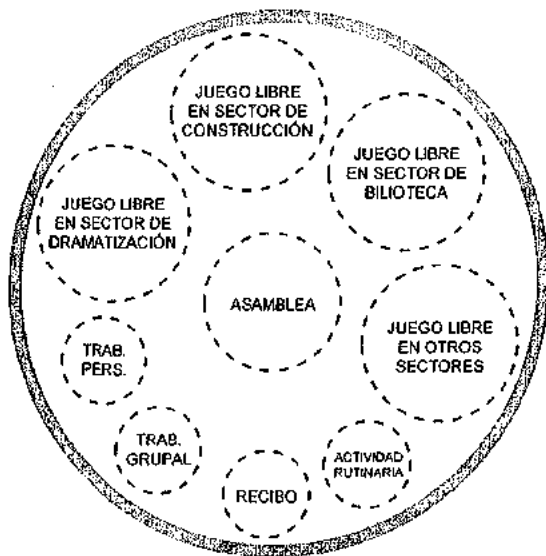 JUEGO LIBRE
EN SECTOR DE
CONSTRUCCIÓN
JUEGO LIBRE
EN SECTOR DE
BILIOTECA
JUEGO LIBRE
EN SECTOR DE
DRAMATIZACIÓN
ASAMBLEA
JUEGO LIBRE
EN OTROS
SECTORES
TRAB.
PERS.
TRAB.
GRUPAL
RECIBO
ACTIVIDAD
RUTINARIA